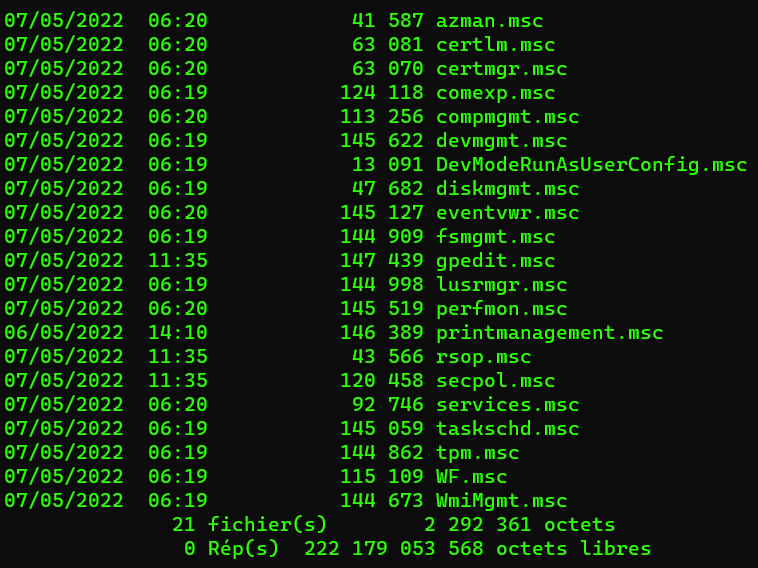 07/05/2022  06:20            41 587 azman.msc
07/05/2022  06:20            63 081 certlm.msc
07/05/2022  06:20            63 070 certmgr.msc
07/05/2022  06:19           124 118 comexp.msc
07/05/2022  06:20           113 256 compmgmt.msc
07/05/2022  06:19           145 622 devmgmt.msc
07/05/2022  06:19            13 091 DevModeRunAsUserConfig.msc
07/05/2022  06:19            47 682 diskmgmt.msc
07/05/2022  06:20           145 127 eventvwr.msc
07/05/2022  06:19           144 909 fsmgmt.msc
07/05/2022  11:35           147 439 gpedit.msc
07/05/2022  06:19           144 998 lusrmgr.msc
07/05/2022  06:20           145 519 perfmon.msc
06/05/2022  14:10           146 389 printmanagement.msc
07/05/2022  11:35            43 566 rsop.msc
07/05/2022  11:35           120 458 secpol.msc
07/05/2022  06:20            92 746 services.msc
07/05/2022  06:19           145 059 taskschd.msc
07/05/2022  06:19           144 862 tpm.msc
07/05/2022  06:19           115 109 WF.msc
07/05/2022  06:19           144 673 WmiMgmt.msc
              21 fichier(s)        2 292 361 octets
               0 Rép(s)  222 179 053 568 octets libres